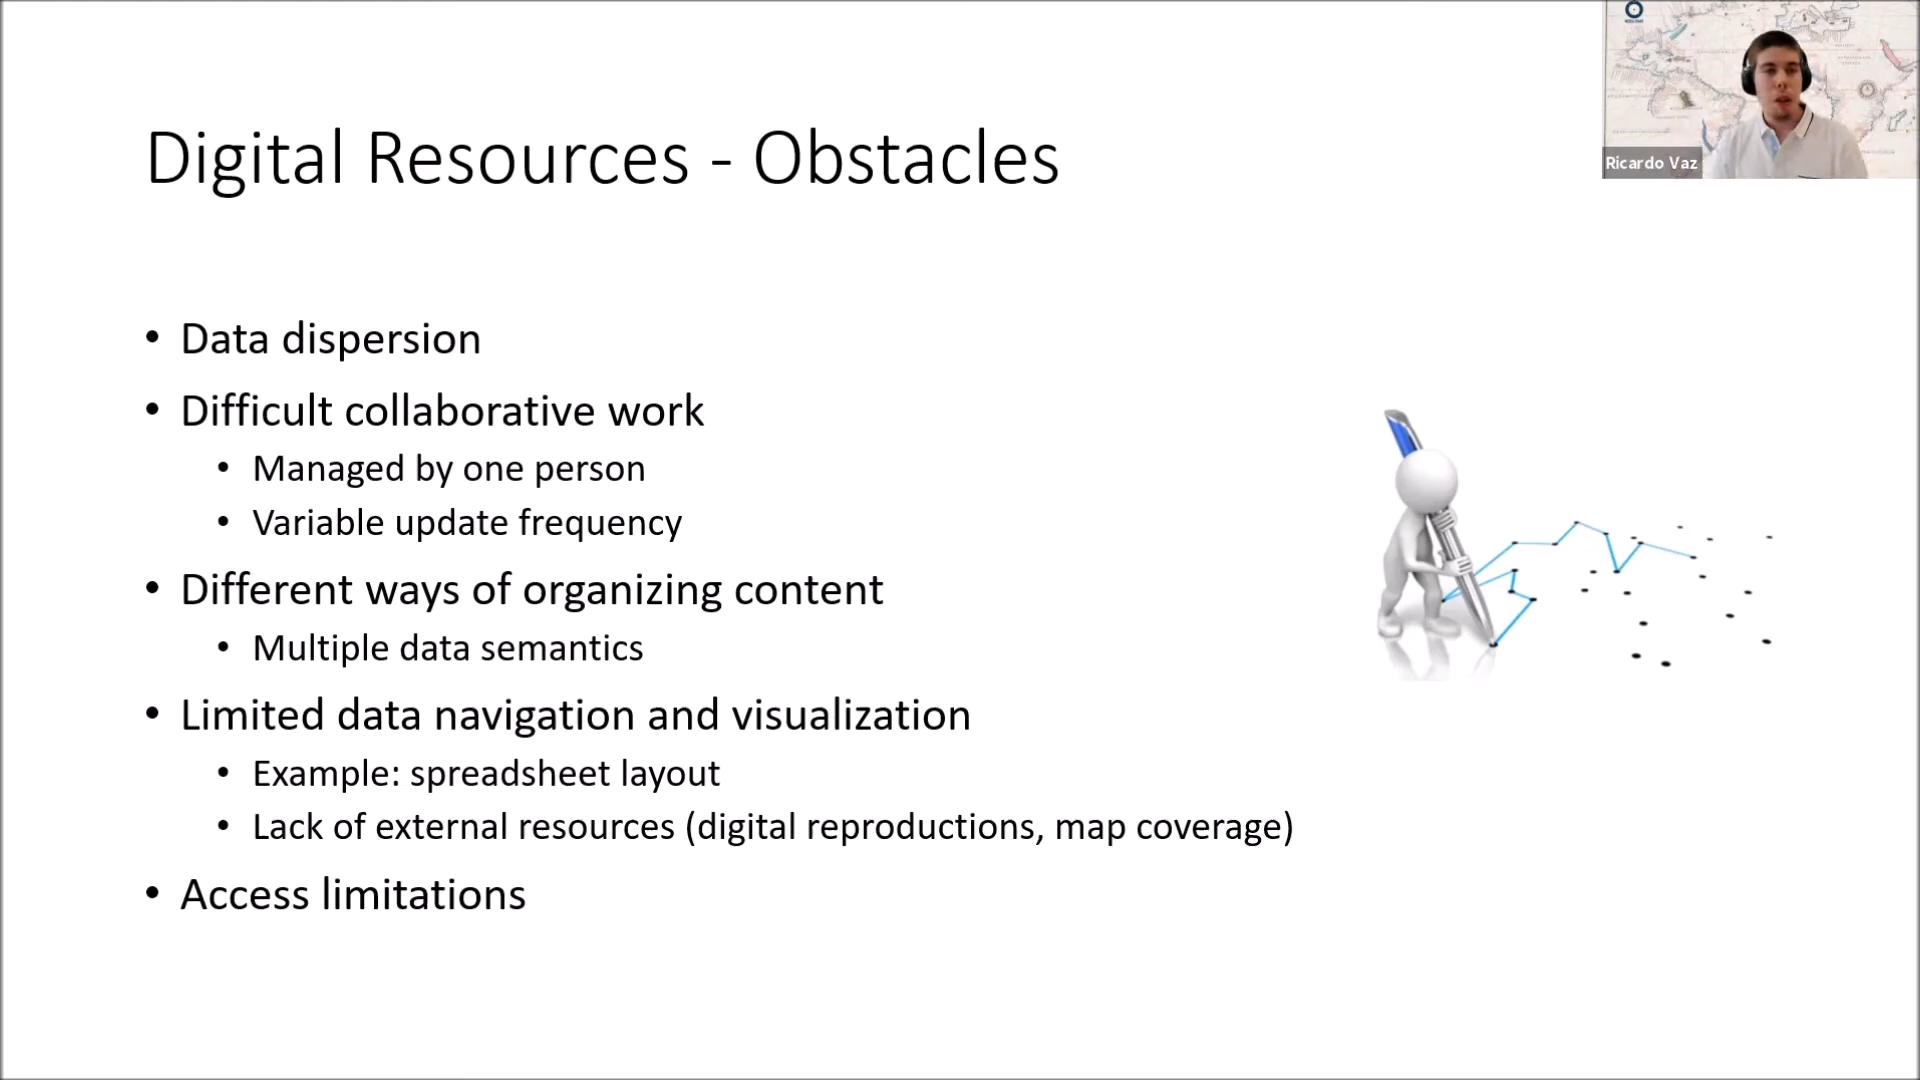 Digital Resources - Obstacles
Ricardo Vaz
• Data dispersion
• Difficult collaborative work
• Managed by one person
• Variable update frequency
• Different ways of organizing content
• Multiple data semantics
• Limited data navigation and visualization
• Example: spreadsheet layout
• Lack of external resources (digital reproductions, map coverage)
• Access limitations